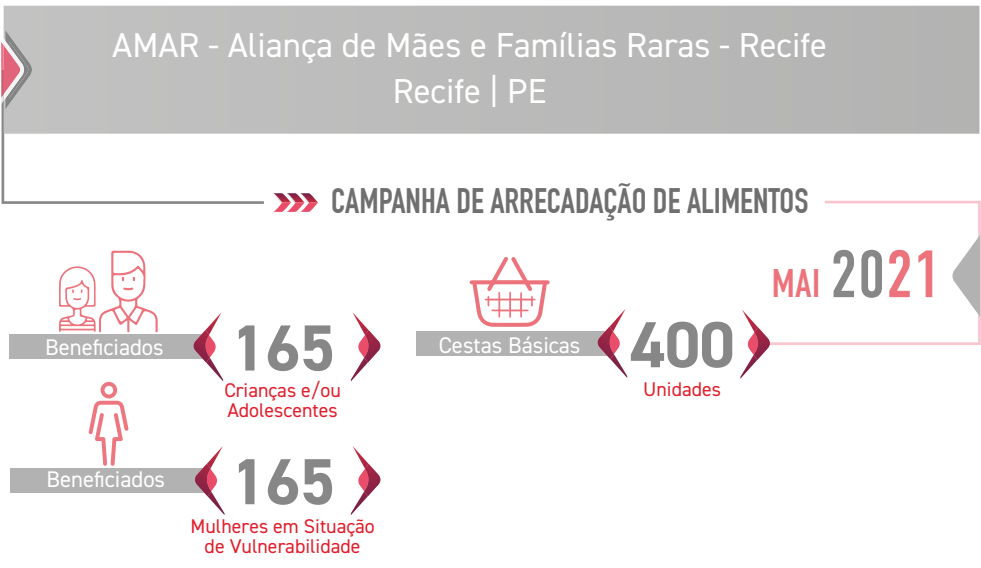 AMAR - Aliança de Mães e Famílias Raras - Recife
Recife | PE
CAMPANHA DE ARRECADAÇÃO DE ALIMENTOS
MAI 2021
Beneficiados
165
Crianças e/ou
Adolescentes
Cestas Básicas
400
Unidades
Beneficiados
165
Mulheres em Situação
de Vulnerabilidade